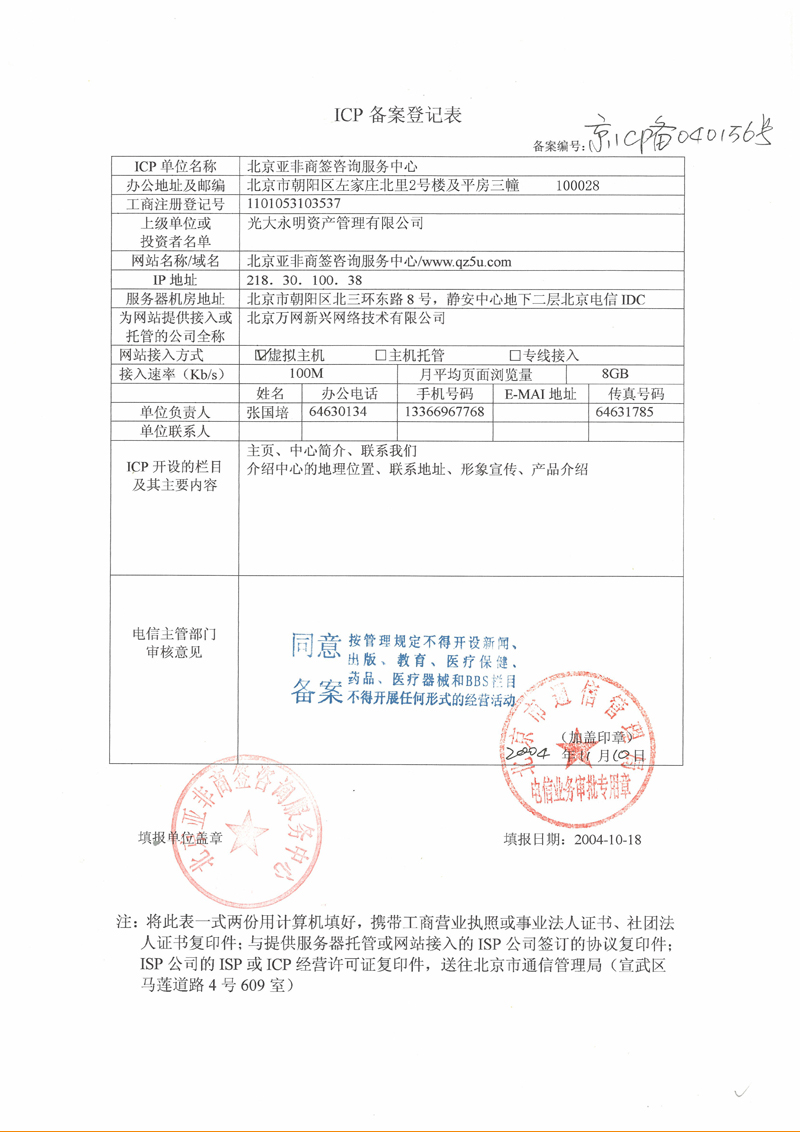 ICP 备案登记表
备案编号: 京ICP备040156号
ICP 单位名称 北京亚非商签咨询服务中心
办公地址及邮编 北京市朝阳区左家庄北里2号楼及平房三幢 100028
工商注册登记号 1101053103537
上级单位或 光大永明资产管理有限公司
投资者名单
网站名称/域名 北京亚非商签咨询服务中心/www.qz5u.com
IP 地址 218．30．100．38
服务器机房地址 北京市朝阳区北三环东路 8 号，静安中心地下二层北京电信 IDC
为网站提供接入或 北京万网新兴网络技术有限公司
托管的公司全称
网站接入方式 ☑虚拟主机 □主机托管 □专线接入
接入速率（Kb/s） 100M 月平均页面浏览量 8GB
姓名 办公电话 手机号码 E-MAI 地址 传真号码
单位负责人 张国培 64630134 13366967768 64631785
单位联系人
主页、中心简介、联系我们
ICP 开设的栏目 介绍中心的地理位置、联系地址、形象宣传、产品介绍
及其主要内容
电信主管部门
审核意见
同意 按管理规定不得开设新闻、
出版、教育、医疗保健、
备案 药品、医疗器械和BBS栏目
不得开展任何形式的经营活动
北京市通信管理局
（加盖印章）
2004 年 11 月 10 日
电信业务审批专用章
北京亚非商签咨询服务中心
填报单位盖章 填报日期：2004-10-18
注：将此表一式两份用计算机填好，携带工商营业执照或事业法人证书、社团法
人证书复印件；与提供服务器托管或网站接入的 ISP 公司签订的协议复印件；
ISP 公司的 ISP 或 ICP 经营许可证复印件，送往北京市通信管理局（宣武区
马莲道路 4 号 609 室）